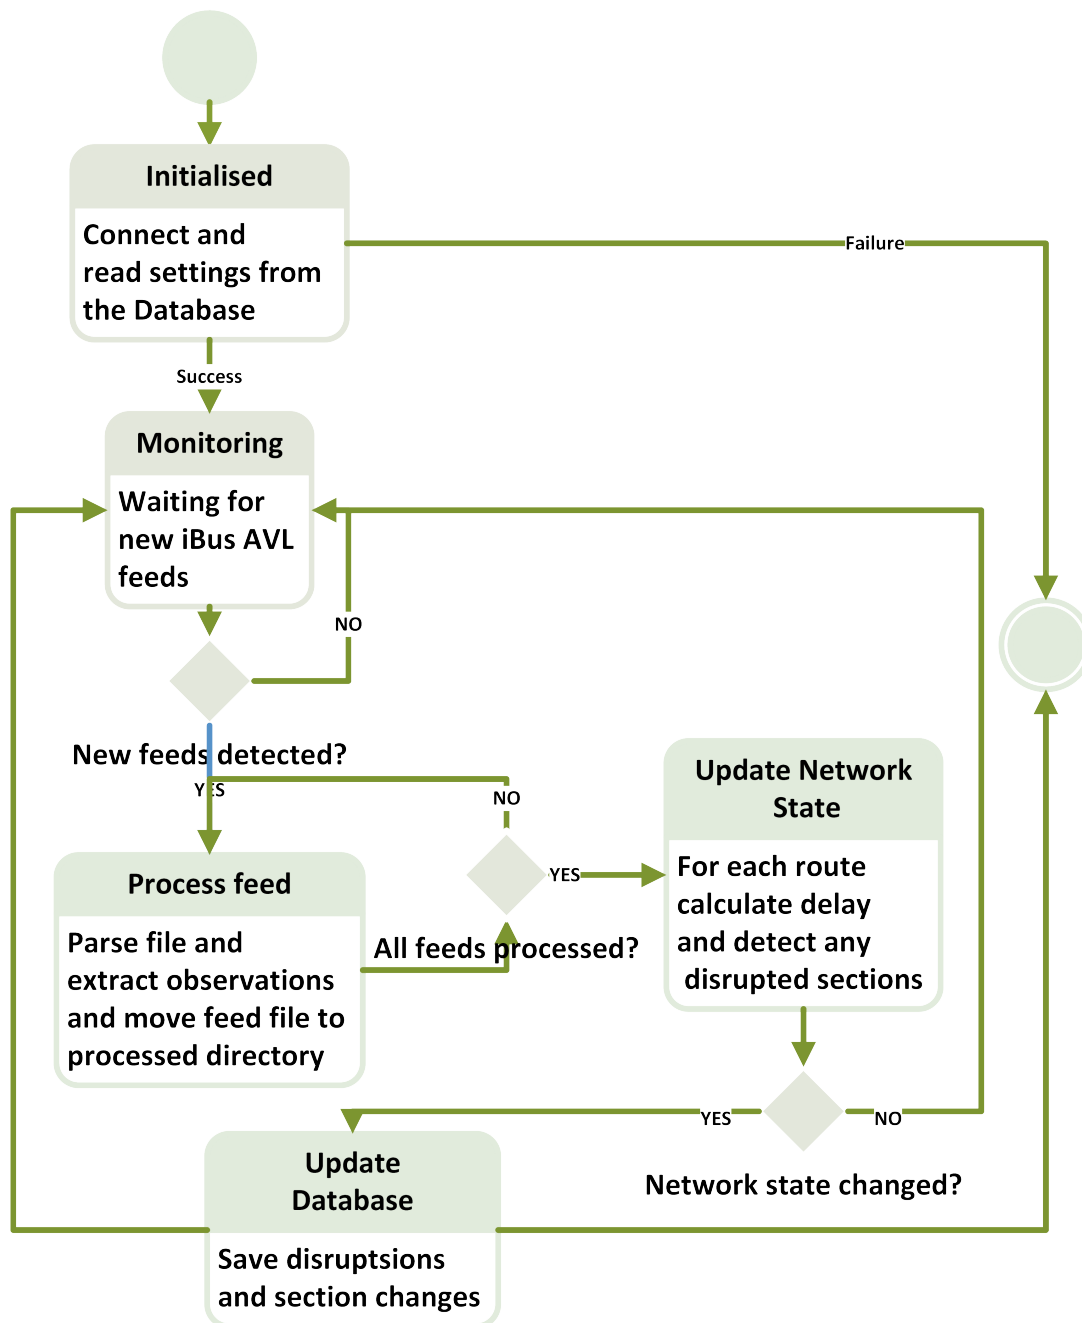 Initialised
Connect and
read settings from
the Database
Failure
Success
Monitoring
Waiting for
new iBus AVL
feeds
NO
New feeds detected?
YES
NO
Update Network
State
For each route
calculate delay
and detect any
disrupted sections
YES
Process feed
All feeds processed?
Parse file and
extract observations
and move feed file to
processed directory
YES
NO
Network state changed?
Update
Database
Save disruptsions
and section changes